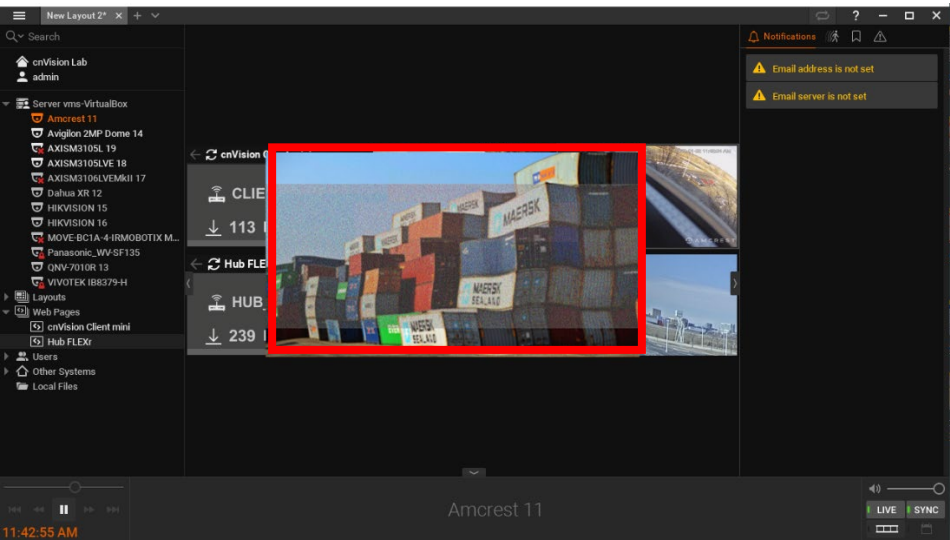 New Layout 2* × + 
? − ×
Search
cnVision Lab
admin
Server vms-VirtualBox
Amcrest 11
Avigilon 2MP Dome 14
AXISM3105L 19
AXISM3105LVE 18
AXISM3106LVEMkII 17
Dahua XR 12
HIKVISION 15
HIKVISION 16
MOVE-BC1A-4-IRMOBOTIX M...
Panasonic_WV-SF135
QNV-7010R 13
VIVOTEK IB8379-H
Layouts
Web Pages
cnVision Client mini
Hub FLEXr
Users
Other Systems
Local Files
cnVision
CLIE
113
Hub FLE
HUB_
239
MAERSK
MAERSK
MAERSK
SEALAND
MAERSK
SEALAND
AMCREST
Notifications
Email address is not set
Email server is not set
Amcrest 11
11:42:55 AM
LIVE
SYNC